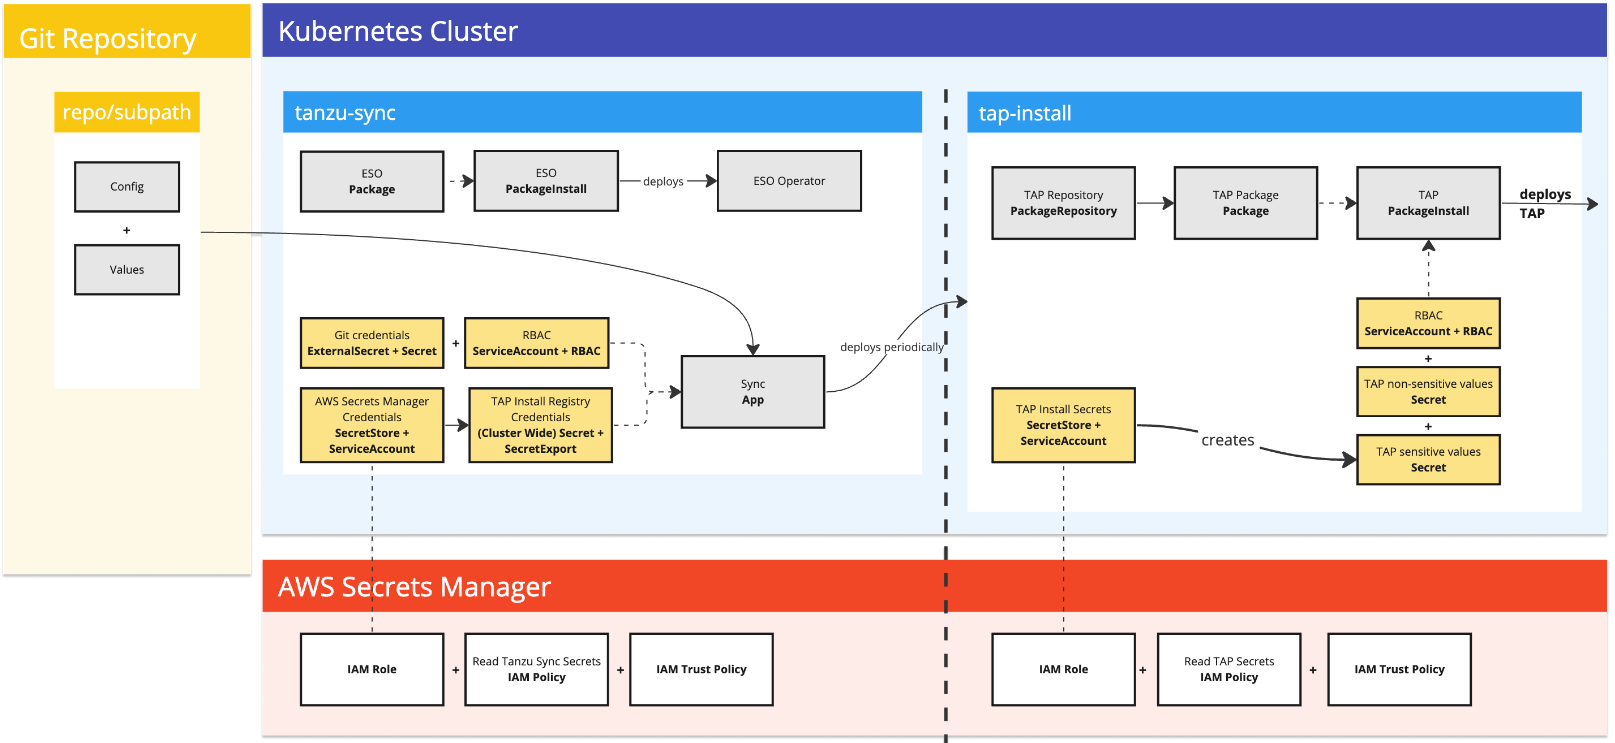 Git Repository
repo/subpath
Config
+
Values
Kubernetes Cluster
tanzu-sync
ESO
Package
ESO
PackageInstall
deploys
ESO Operator
Git credentials
ExternalSecret + Secret
+
RBAC
ServiceAccount + RBAC
AWS Secrets Manager
Credentials
SecretStore +
ServiceAccount
TAP Install Registry
Credentials
(Cluster Wide) Secret +
SecretExport
Sync
App
deploys periodically
tap-install
TAP Repository
PackageRepository
TAP Package
Package
TAP
PackageInstall
deploys
TAP
RBAC
ServiceAccount + RBAC
+
TAP non-sensitive values
Secret
+
TAP sensitive values
Secret
TAP Install Secrets
SecretStore +
ServiceAccount
creates
AWS Secrets Manager
IAM Role
+
Read Tanzu Sync Secrets
IAM Policy
+
IAM Trust Policy
IAM Role
+
Read TAP Secrets
IAM Policy
+
IAM Trust Policy